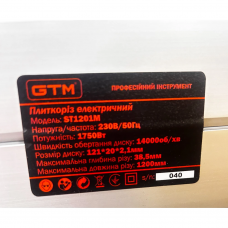 GTM
ПРОФЕСІЙНИЙ ІНСТРУМЕНТ
Плиткоріз електричний
Модель: ST1201M
Напруга/частота: 230В/50Гц
Потужність: 1750Вт
Швидкість обертання диску: 14000об/хв
Розмір диску: 121*20*2,1мм
Максимальна глибина різу: 35,5мм
Максимальна довжина різу: 1200мм
з/н: 040